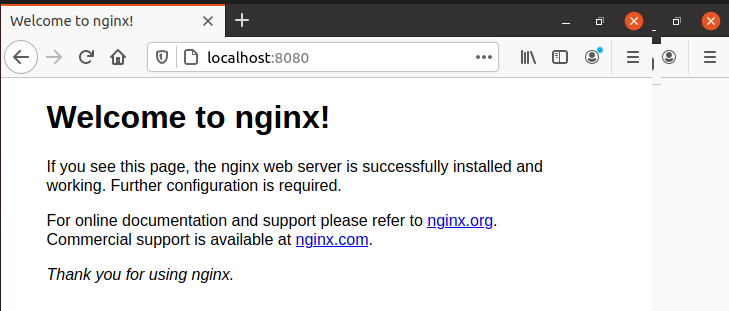 Welcome to nginx!
localhost:8080
Welcome to nginx!
If you see this page, the nginx web server is successfully installed and
working. Further configuration is required.
For online documentation and support please refer to nginx.org.
Commercial support is available at nginx.com.
Thank you for using nginx.